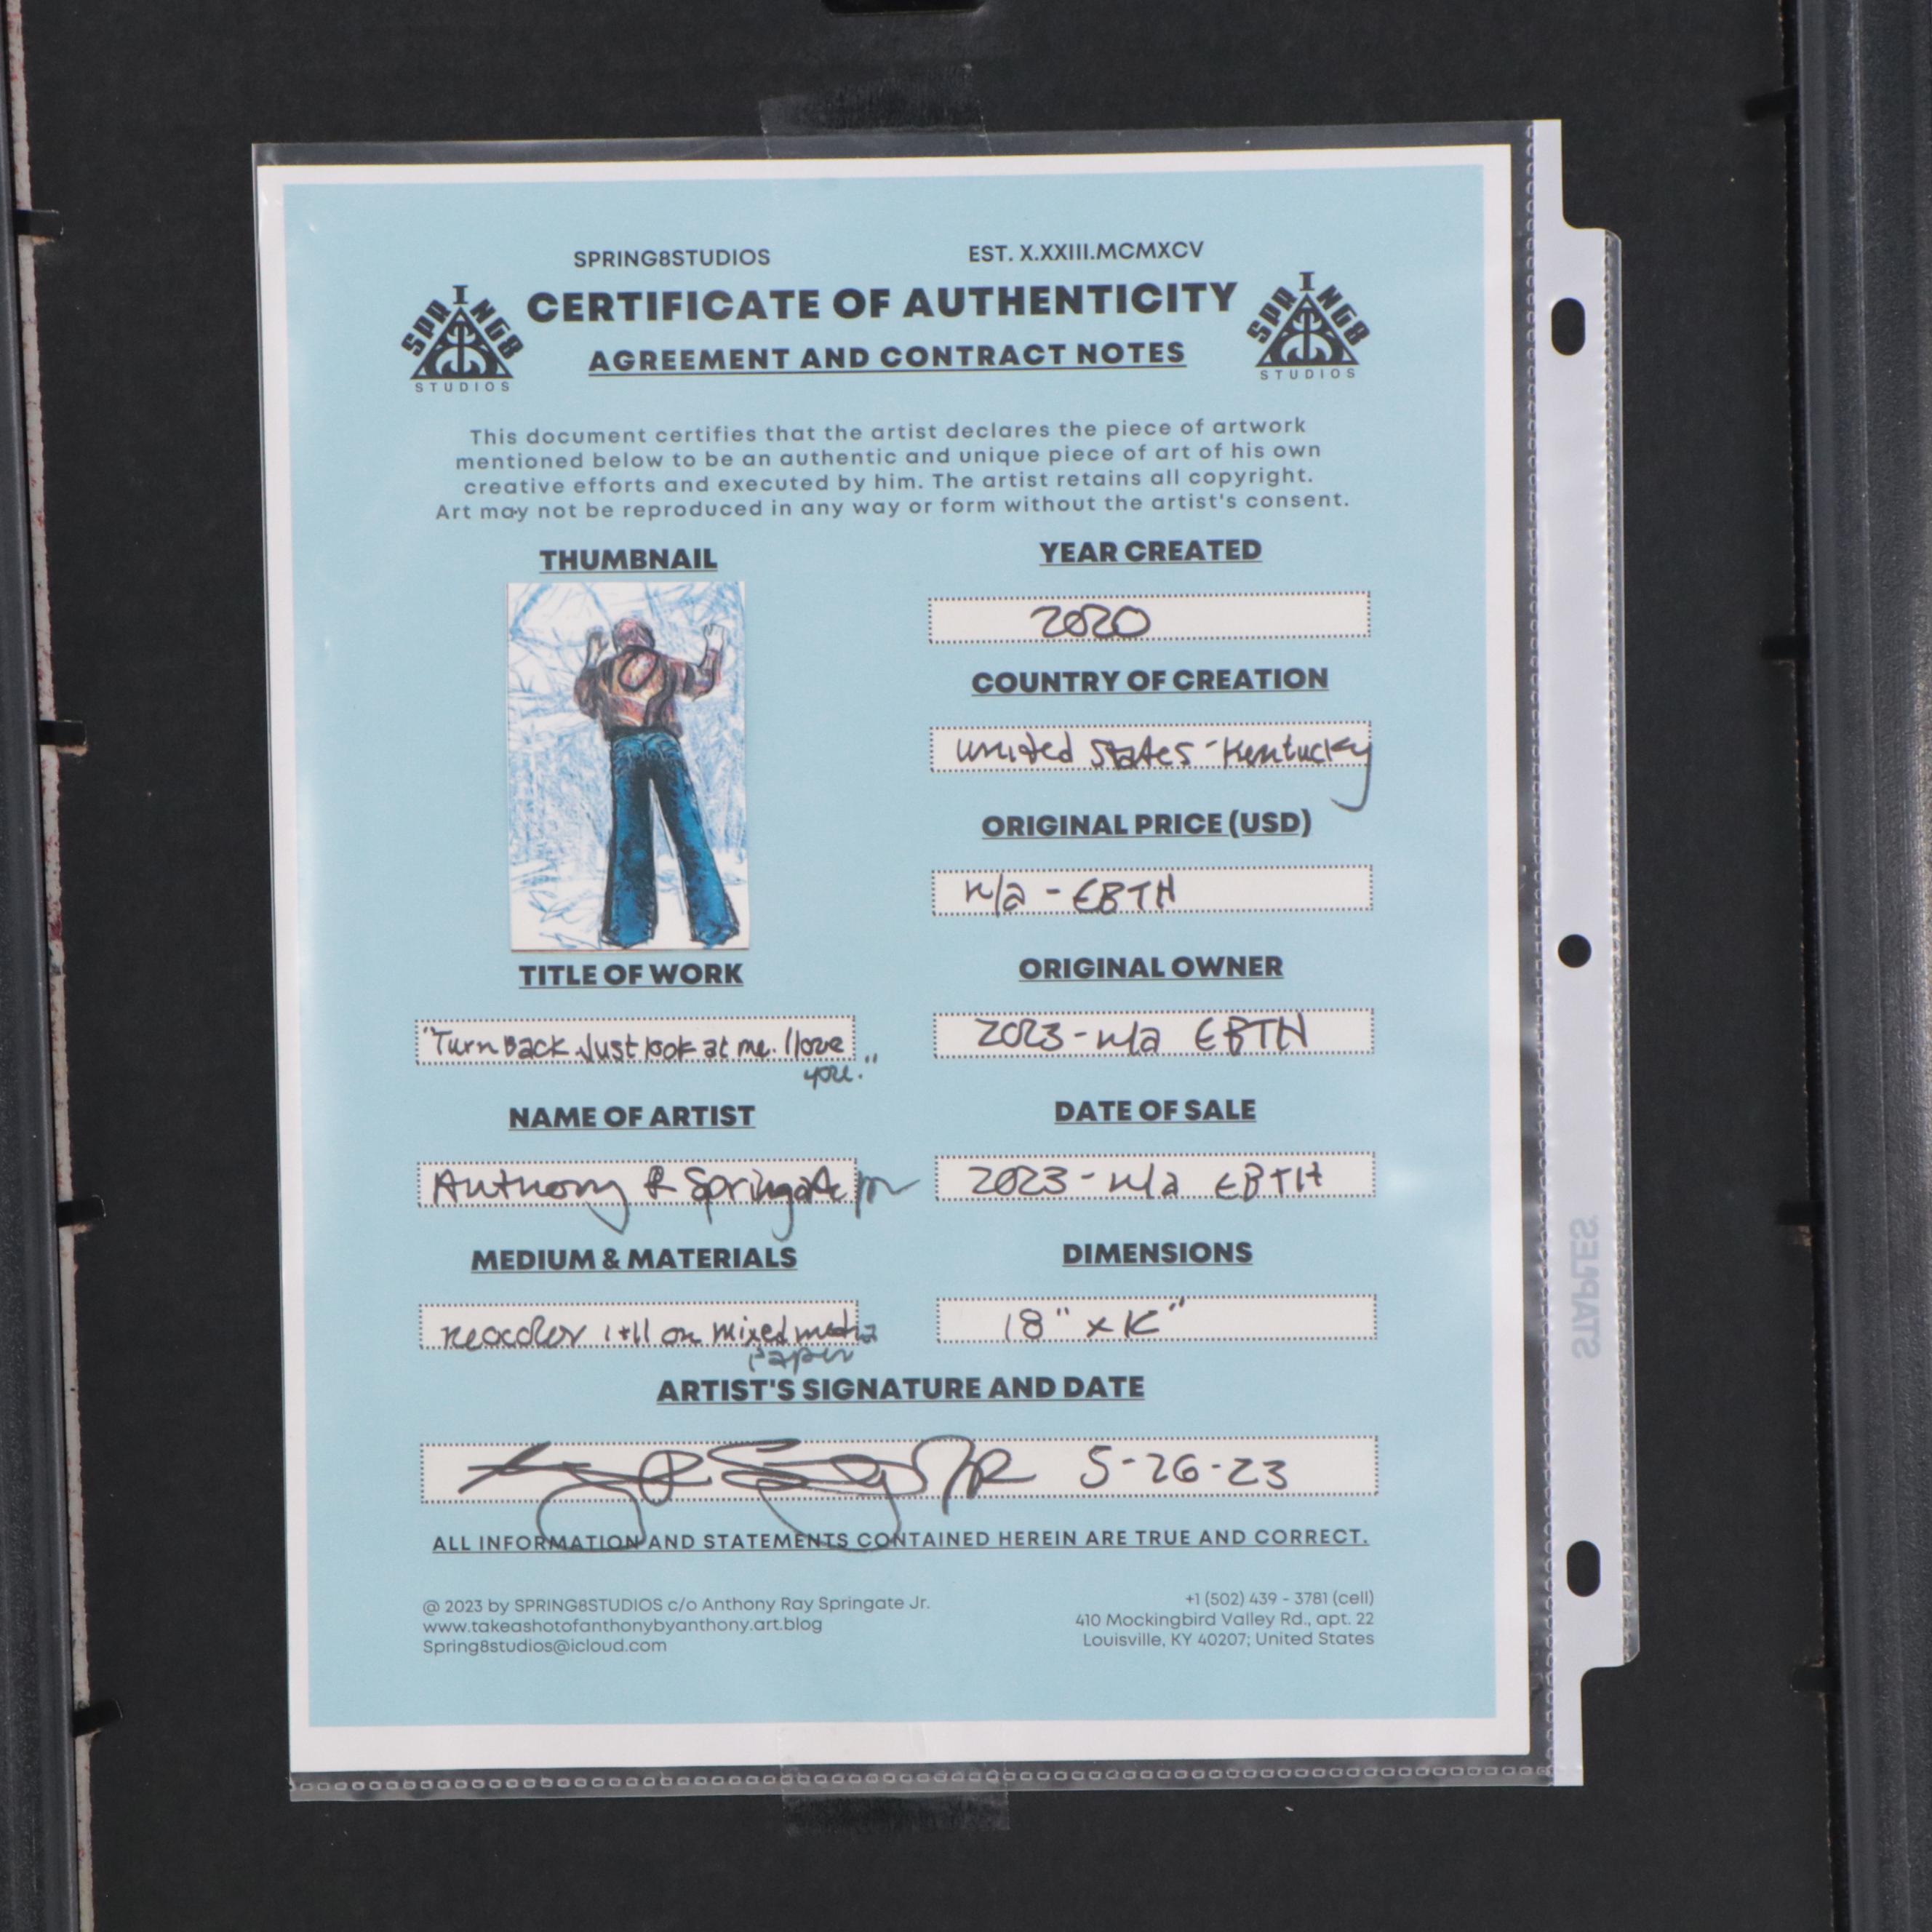 SPRING8STUDIOS EST. X.XXIII.MCMXCV
SPRING8 STUDIOS
CERTIFICATE OF AUTHENTICITY
SPRING8 STUDIOS
AGREEMENT AND CONTRACT NOTES
This document certifies that the artist declares the piece of artwork
mentioned below to be an authentic and unique piece of art of his own
creative efforts and executed by him. The artist retains all copyright.
Art may not be reproduced in any way or form without the artist's consent.
THUMBNAIL
TITLE OF WORK
"Turn Back. Just look at me. I love
you."
NAME OF ARTIST
Anthony R Springate Jr
MEDIUM & MATERIALS
neocolor I+II on mixed media
paper
YEAR CREATED
2020
COUNTRY OF CREATION
United States - Kentucky
ORIGINAL PRICE (USD)
n/a - EBTH
ORIGINAL OWNER
2023 - n/a EBTH
DATE OF SALE
2023 - n/a EBTH
DIMENSIONS
18" x
ARTIST'S SIGNATURE AND DATE
5-26-23
ALL INFORMATION AND STATEMENTS CONTAINED HEREIN ARE TRUE AND CORRECT.
@ 2023 by SPRING8STUDIOS c/o Anthony Ray Springate Jr.
www.takeashotofanthonybyanthony.art.blog
Spring8studios@icloud.com
+1 (502) 439 - 3781 (cell)
410 Mockingbird Valley Rd., apt. 22
Louisville, KY 40207; United States
STAPLES